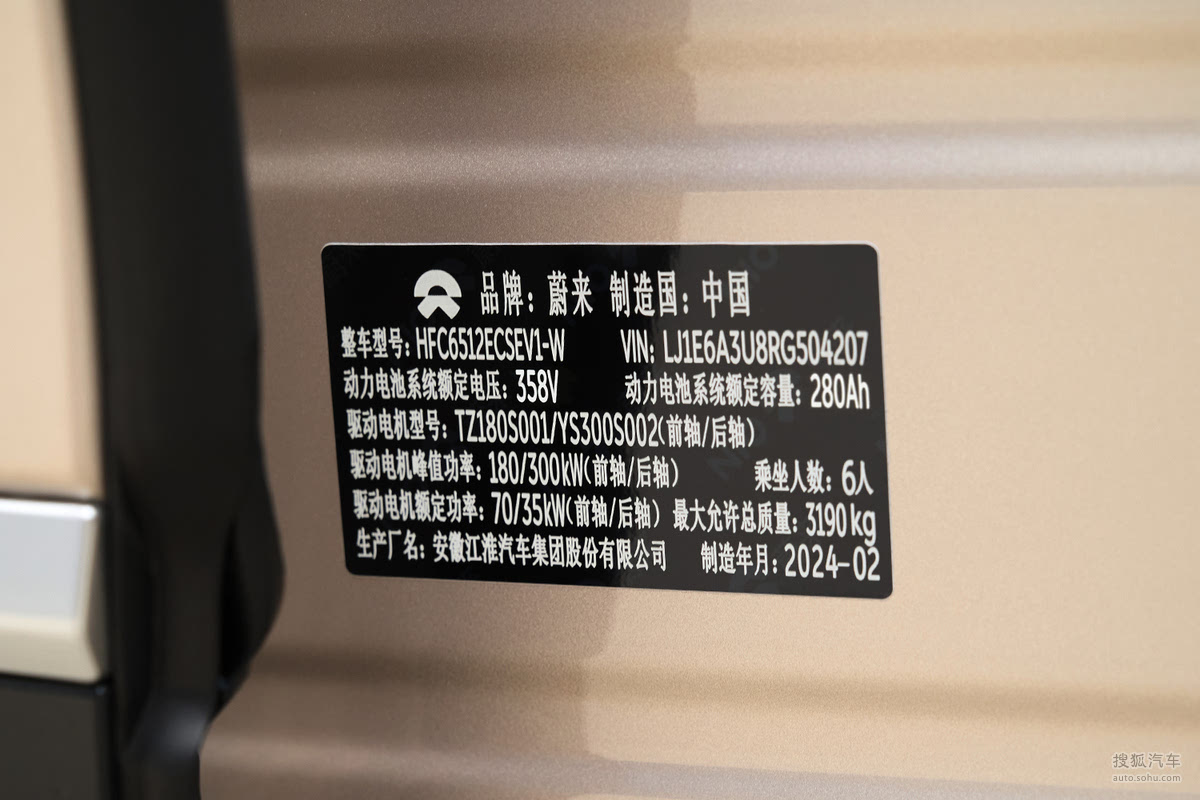 品牌：蔚来 制造国：中国
整车型号：HFC6512ECSEV1-W VIN：LJ1E6A3U8RG504207
动力电池系统额定电压：358V 动力电池系统额定容量：280Ah
驱动电机型号：TZ180S001/YS300S002(前轴/后轴)
驱动电机峰值功率：180/300kW(前轴/后轴) 乘坐人数：6人
驱动电机额定功率：70/35kW(前轴/后轴) 最大允许总质量：3190kg
生产厂名：安徽江淮汽车集团股份有限公司 制造年月：2024-02
搜狐汽车
auto.sohu.com